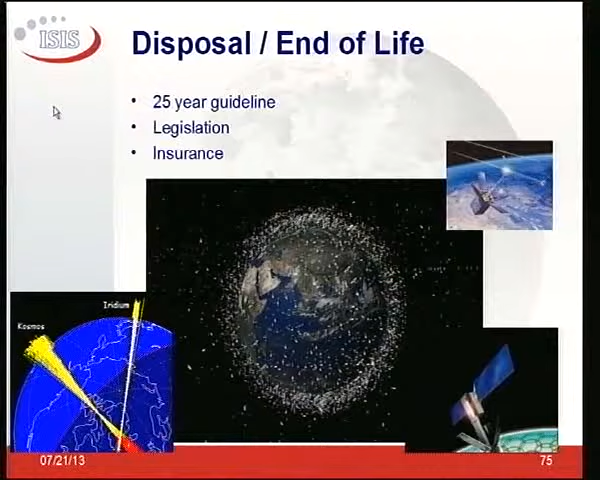 ISIS
Disposal / End of Life
• 25 year guideline
• Legislation
• Insurance
Iridium
Kosmos
07/21/13
75